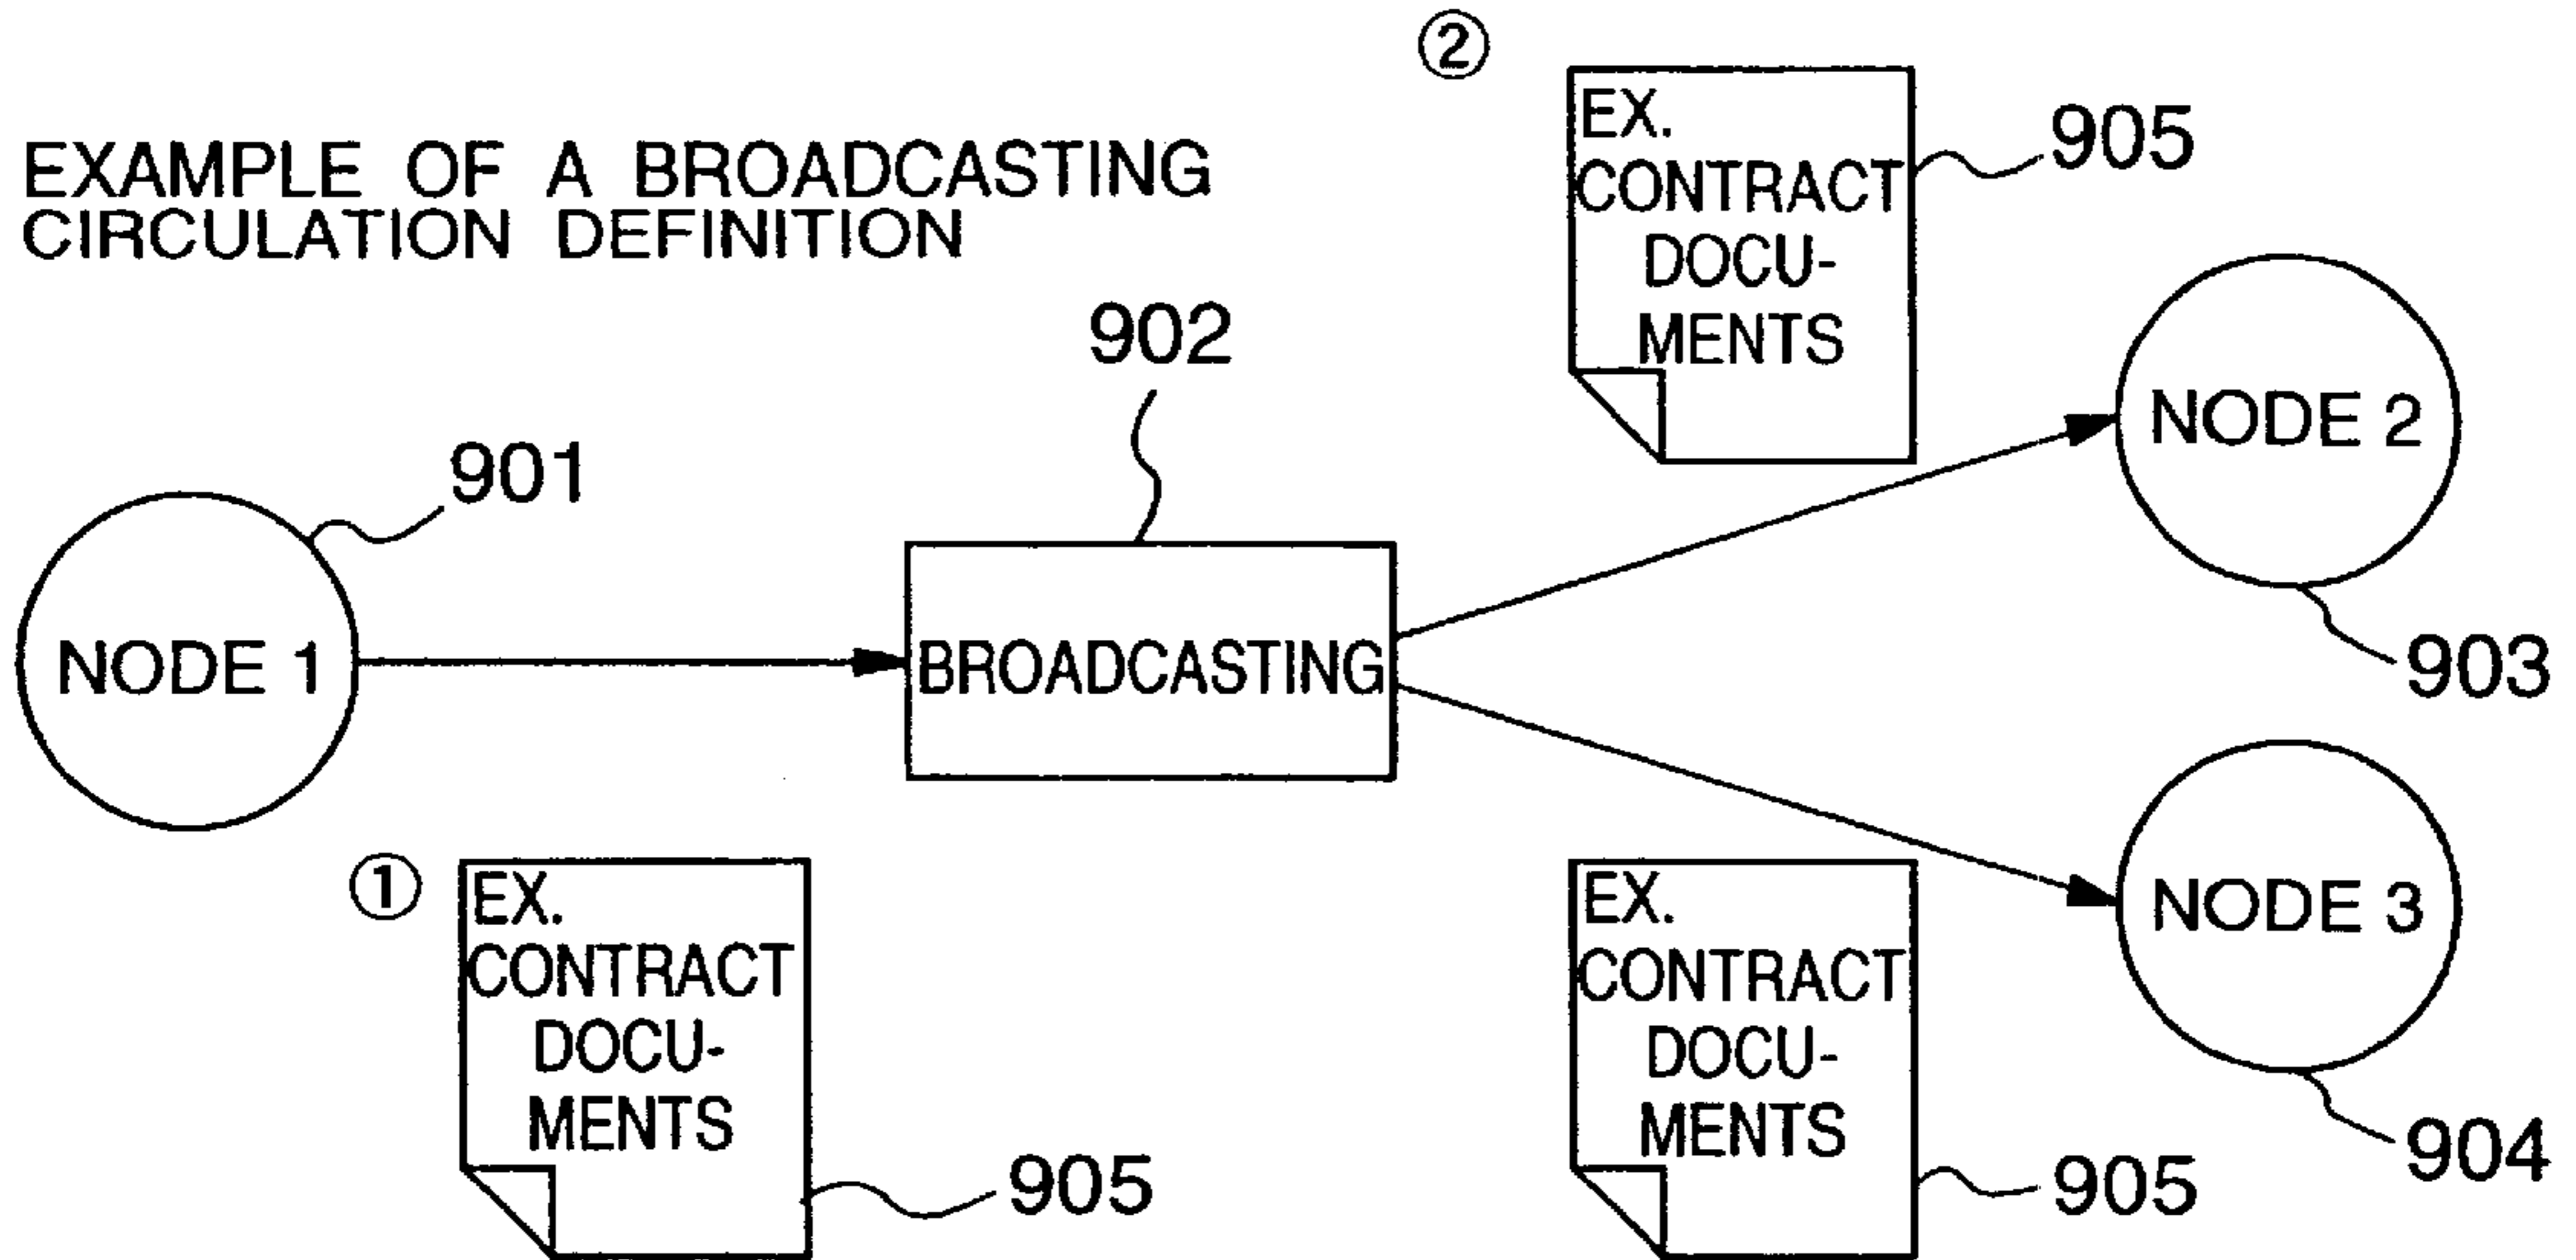 ②
EX.
CONTRACT
DOCU-
MENTS
905
EXAMPLE OF A BROADCASTING
CIRCULATION DEFINITION
902
901
NODE 1
BROADCASTING
NODE 2
903
NODE 3
904
①
EX.
CONTRACT
DOCU-
MENTS
905
EX.
CONTRACT
DOCU-
MENTS
905